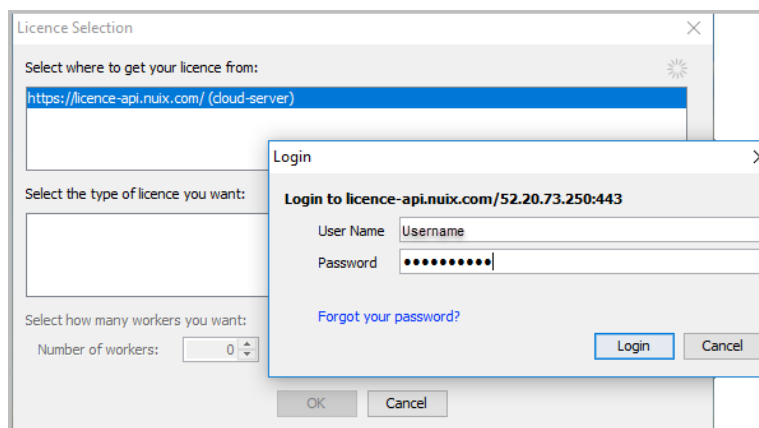 Licence Selection
Select where to get your licence from:
https://licence-api.nuix.com/ (cloud-server)
Login
Login to licence-api.nuix.com/52.20.73.250:443
User Name Username
Password ••••••••••
Forgot your password?
Login Cancel
Select the type of licence you want:
Select how many workers you want:
Number of workers: 0
OK Cancel